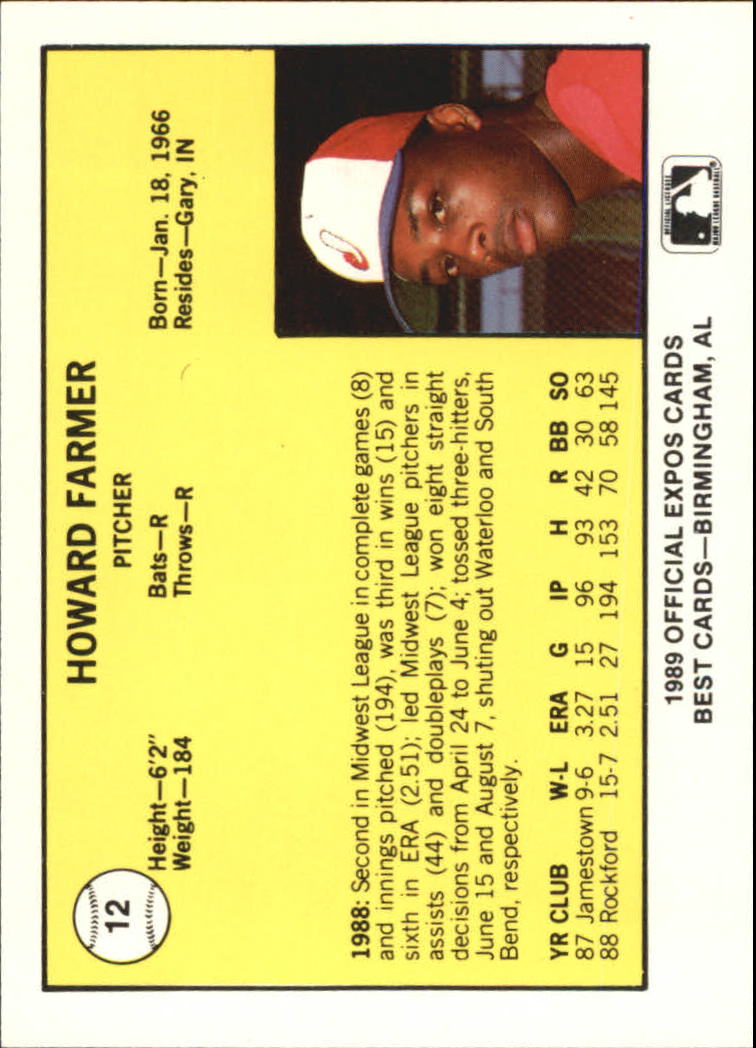 12
HOWARD FARMER
PITCHER
Height—6'2" Bats—R Born—Jan. 18, 1966
Weight—184 Throws—R Resides—Gary, IN
1988: Second in Midwest League in complete games (8)
and innings pitched (194), was third in wins (15) and
sixth in ERA (2.51); led Midwest League pitchers in
assists (44) and doubleplays (7); won eight straight
decisions from April 24 to June 4; tossed three-hitters,
June 15 and August 7, shuting out Waterloo and South
Bend, respectively.
YR CLUB W-L ERA G IP H R BB SO
87 Jamestown 9-6 3.27 15 96 93 42 30 63
88 Rockford 15-7 2.51 27 194 153 70 58 145
1989 OFFICIAL EXPOS CARDS
BEST CARDS—BIRMINGHAM, AL
OFFICIAL LICENSEE
MAJOR LEAGUE BASEBALL